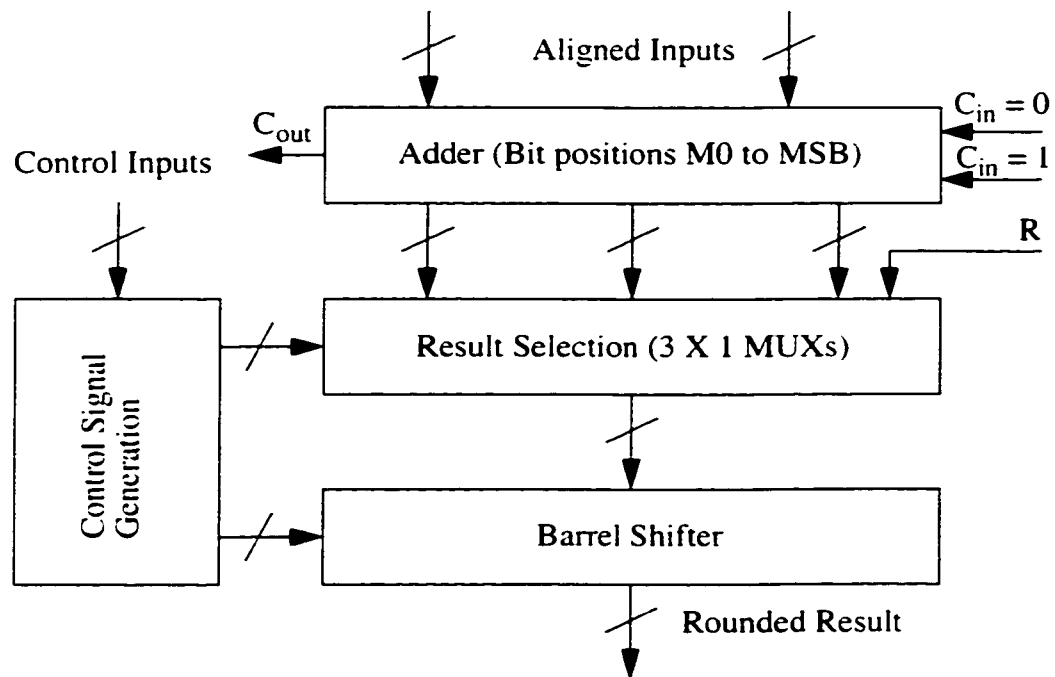 Aligned Inputs
C_in = 0
C_out
Adder (Bit positions M0 to MSB)
C_in = 1
Control Inputs
R
Result Selection (3 X 1 MUXs)
Control Signal
Generation
Barrel Shifter
Rounded Result